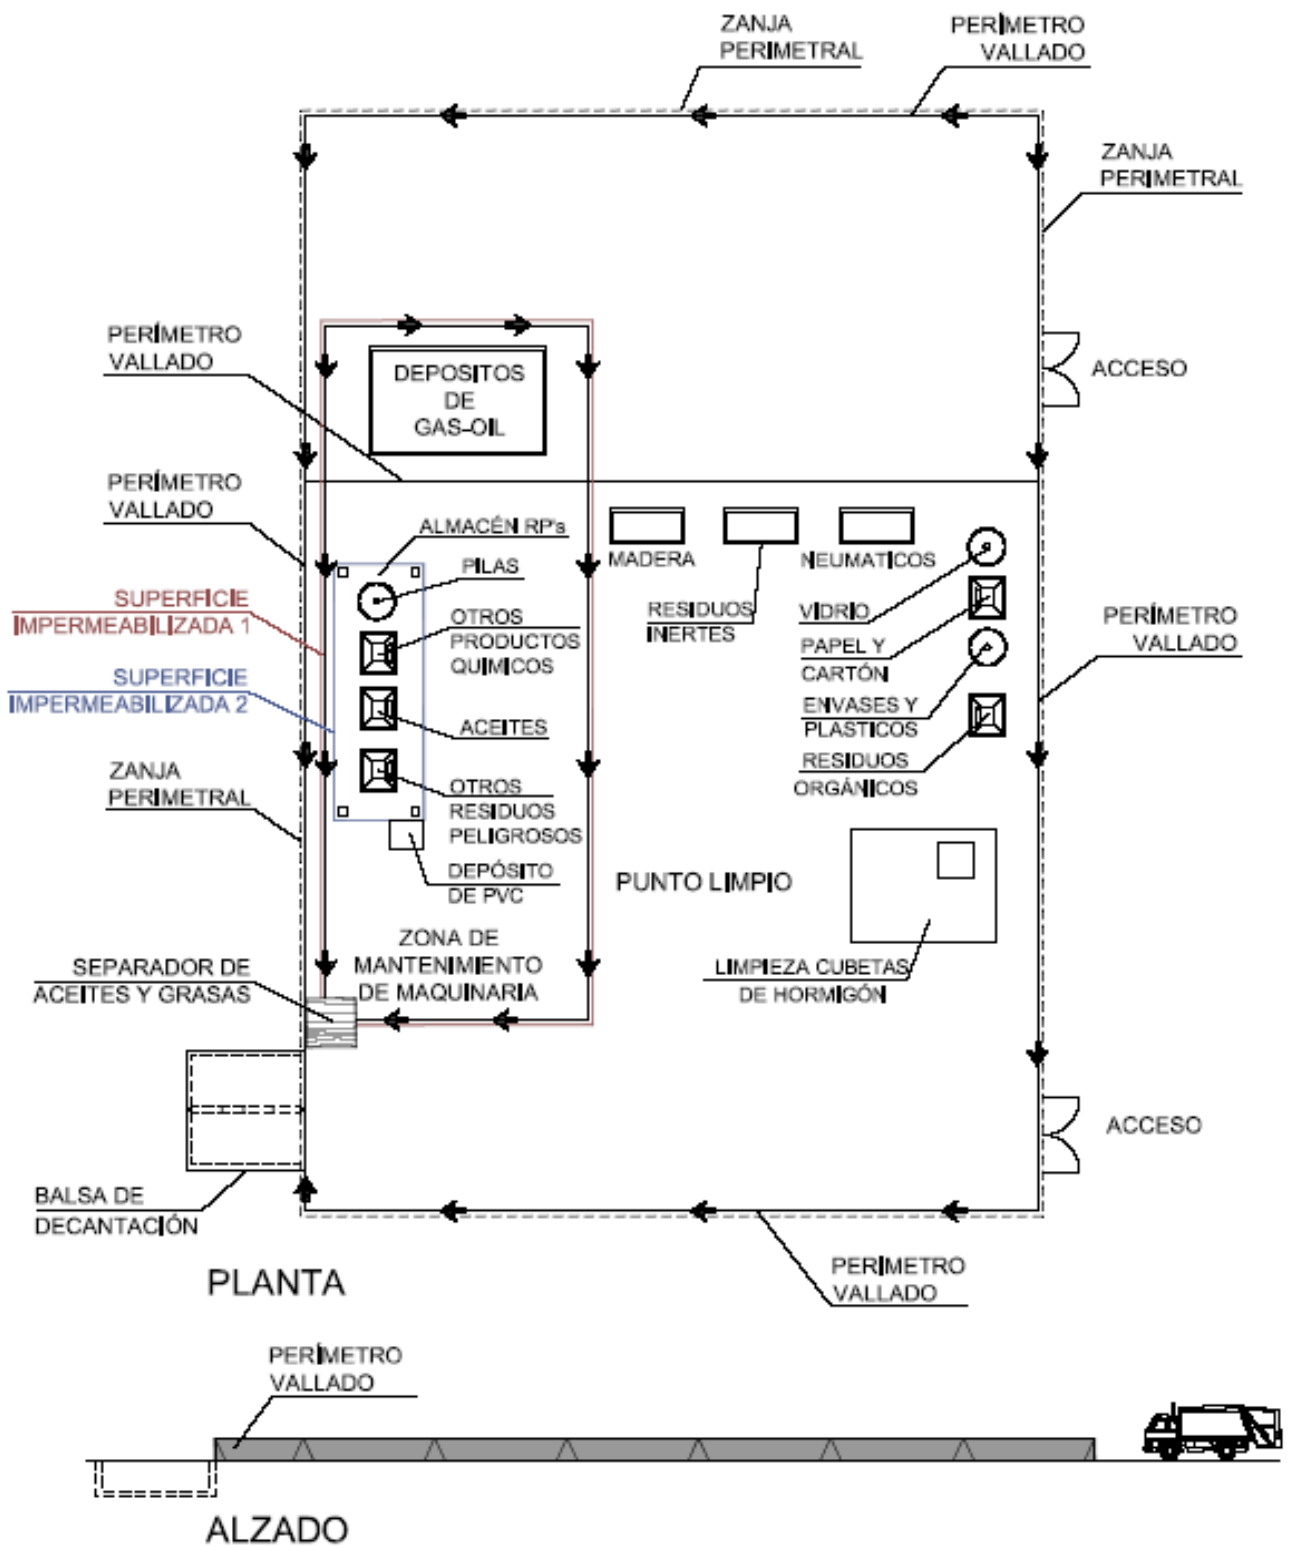 ZANJA
PERIMETRAL
PERÍMETRO
VALLADO
ZANJA
PERIMETRAL
PERÍMETRO
VALLADO
DEPOSITOS
DE
GAS-OIL
ACCESO
PERÍMETRO
VALLADO
ALMACÉN RP's
PILAS
MADERA
NEUMATICOS
SUPERFICIE
IMPERMEABILIZADA 1
OTROS
PRODUCTOS
QUIMICOS
RESIDUOS
INERTES
VIDRIO
PAPEL Y
CARTÓN
PERÍMETRO
VALLADO
SUPERFICIE
IMPERMEABILIZADA 2
ACEITES
ENVASES Y
PLASTICOS
RESIDUOS
ORGÁNICOS
ZANJA
PERIMETRAL
OTROS
RESIDUOS
PELIGROSOS
DEPÓSITO
DE PVC
PUNTO LIMPIO
ZONA DE
MANTENIMIENTO
DE MAQUINARIA
SEPARADOR DE
ACEITES Y GRASAS
LIMPIEZA CUBETAS
DE HORMIGÓN
ACCESO
BALSA DE
DECANTACIÓN
PERÍMETRO
VALLADO
PLANTA
PERÍMETRO
VALLADO
ALZADO